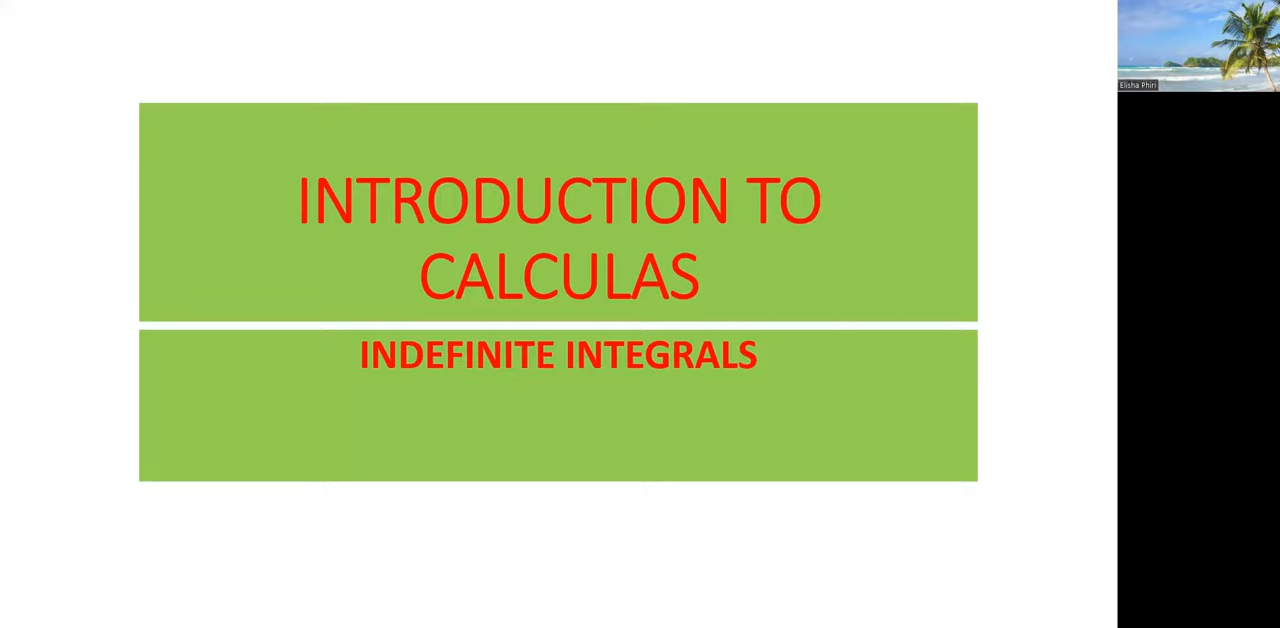 INTRODUCTION TO
CALCULAS
INDEFINITE INTEGRALS
Elisha Phiri